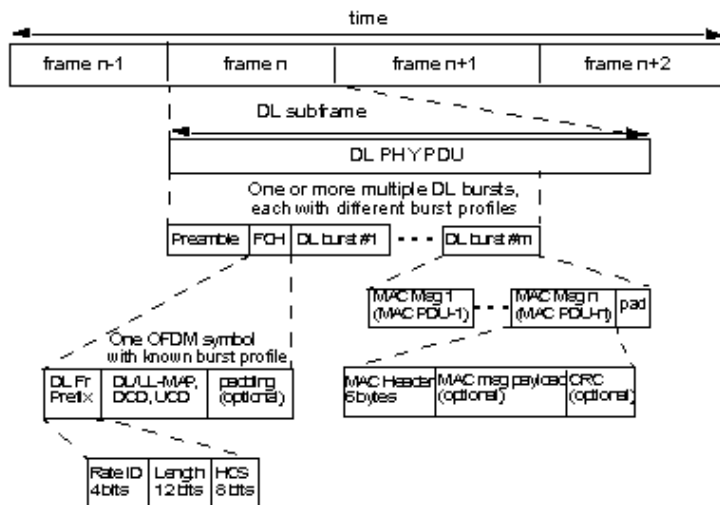 time
frame n-1 frame n frame n+1 frame n+2
DL subframe
DL PHY PDU
One or more multiple DL bursts,
each with different burst profiles
Preamble FCH DL burst #1 DL burst #m
MAC Msg 1 MAC Msg n pad
(MAC PDU-1) (MAC PDU-n)
One OFDM symbol
with known burst profile
DL Fr DL/LL-MAP, padding
Prefix DCD, UCD (optional)
MAC Header MAC msg payload CRC
6 bytes (optional) (optional)
Rate ID Length HCS
4 bits 12 bits 8 bits